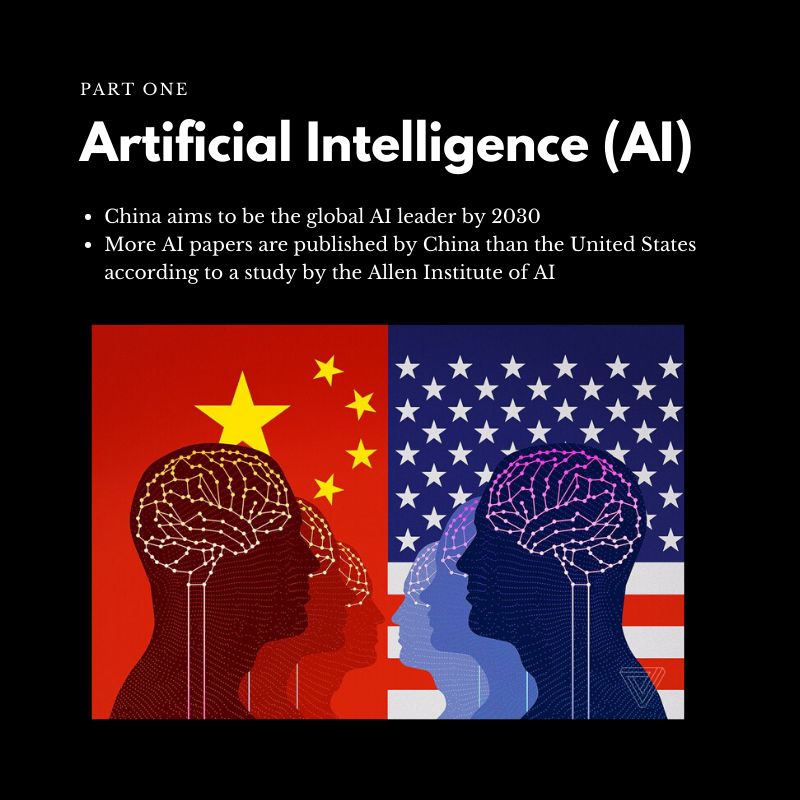 PART ONE
Artificial Intelligence (AI)
• China aims to be the global AI leader by 2030
• More AI papers are published by China than the United States
according to a study by the Allen Institute of AI